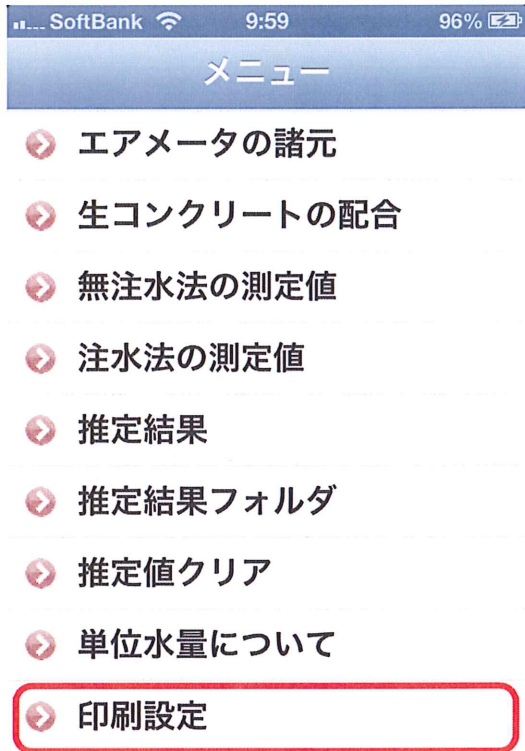 SoftBank 9:59 96%
メニュー
エアメータの諸元
生コンクリートの配合
無注水法の測定値
注水法の測定値
推定結果
推定結果フォルダ
推定値クリア
単位水量について
印刷設定